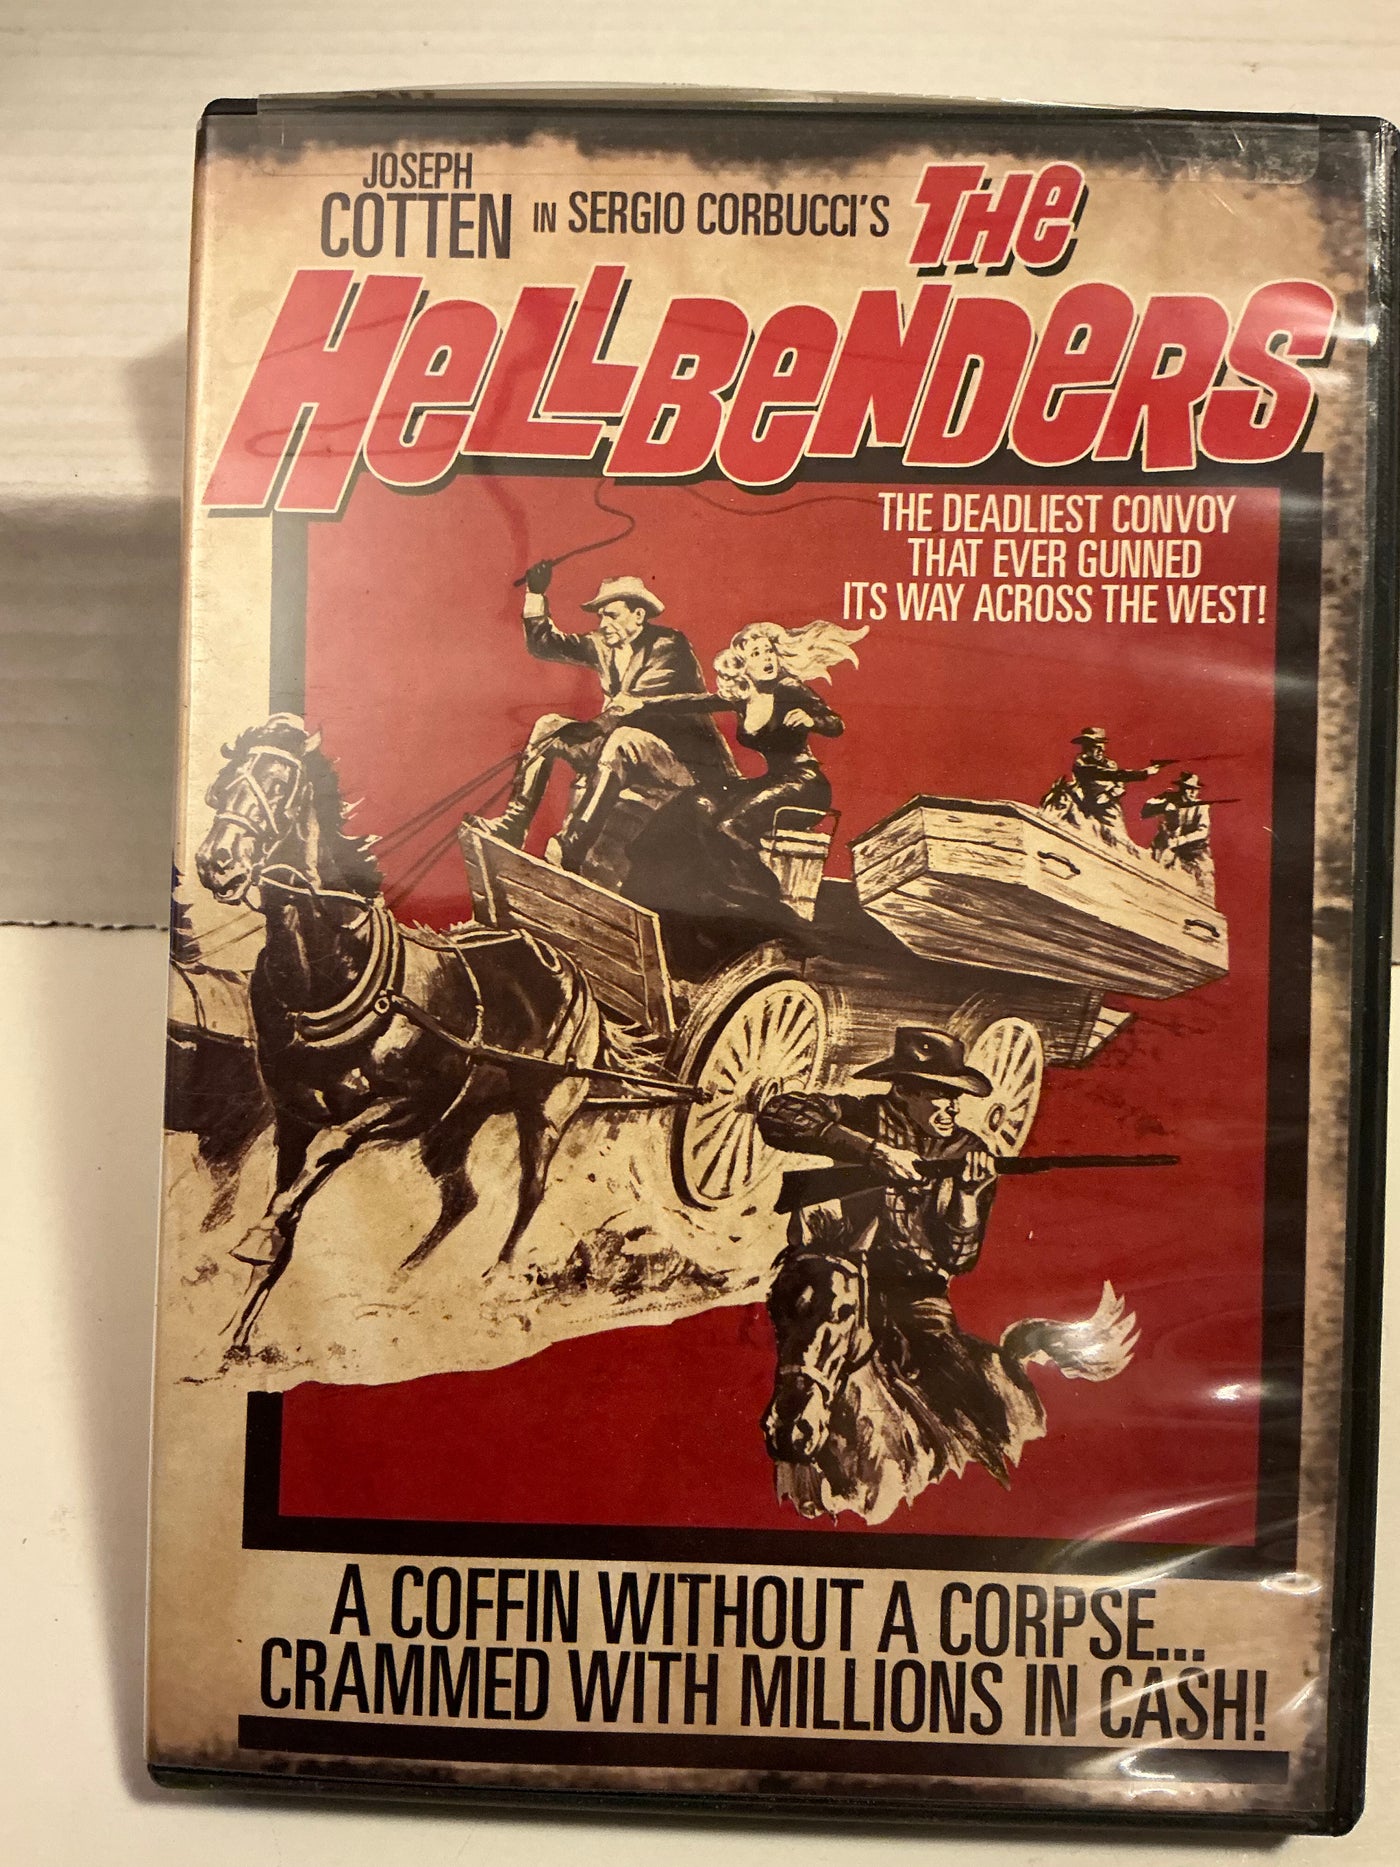 JOSEPH
COTTEN IN SERGIO CORBUCCI'S THE
HELLBENDERS
THE DEADLIEST CONVOY
THAT EVER GUNNED
ITS WAY ACROSS THE WEST!
A COFFIN WITHOUT A CORPSE...
CRAMMED WITH MILLIONS IN CASH!